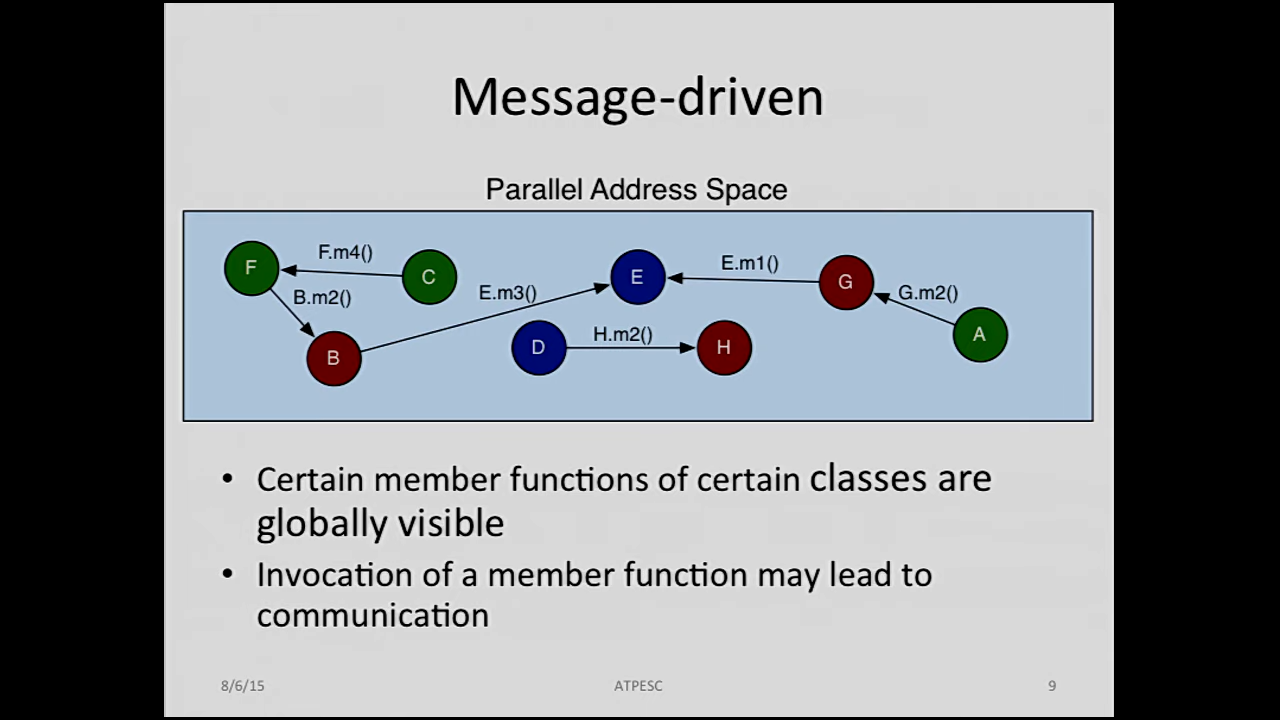 Message-driven
Parallel Address Space
F.m4()
E.m1()
F
C
E
G
B.m2()
E.m3()
G.m2()
H.m2()
B
D
H
A
• Certain member functions of certain classes are
globally visible
• Invocation of a member function may lead to
communication
8/6/15
ATPESC
9